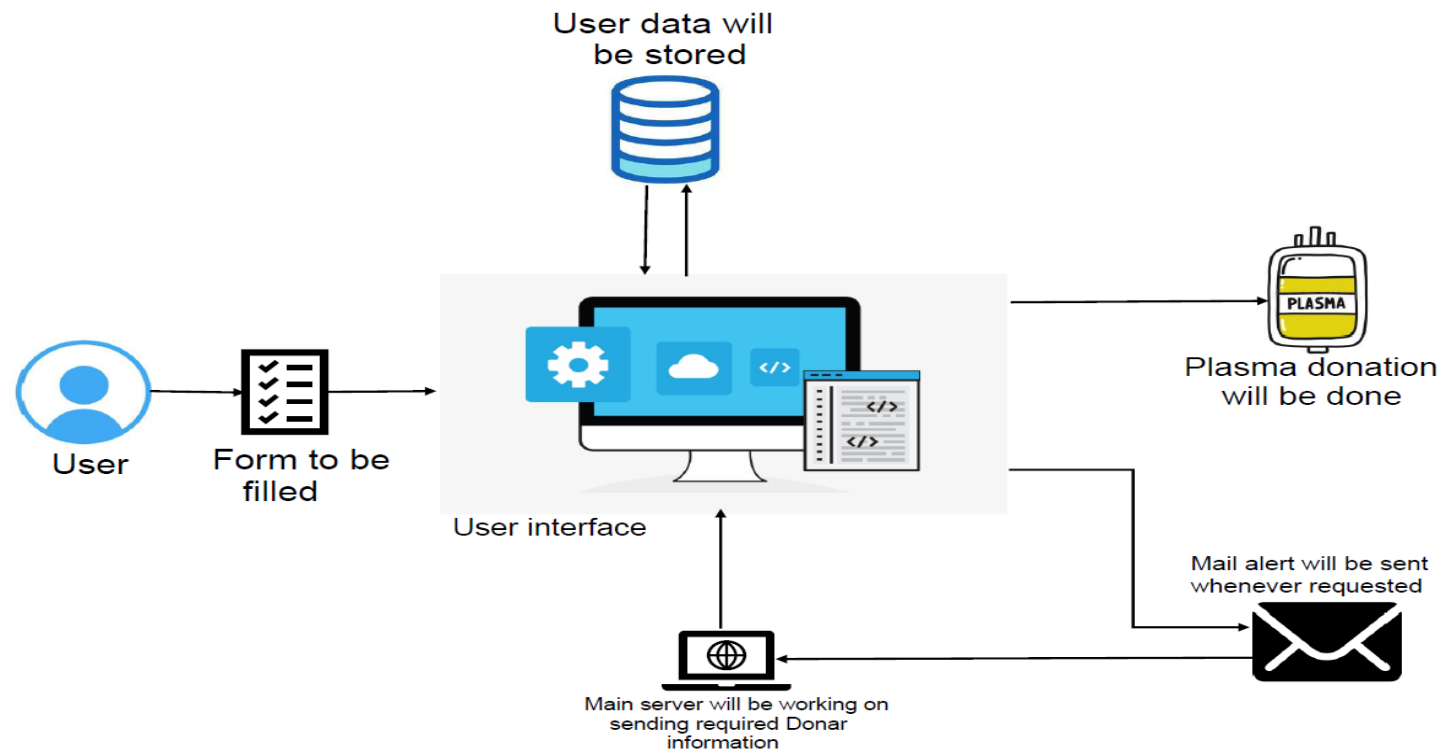 User data will
be stored
PLASMA
Plasma donation
will be done
User
Form to be
filled
</>
</>
</>
User interface
Mail alert will be sent
whenever requested
Main server will be working on
sending required Donar
information